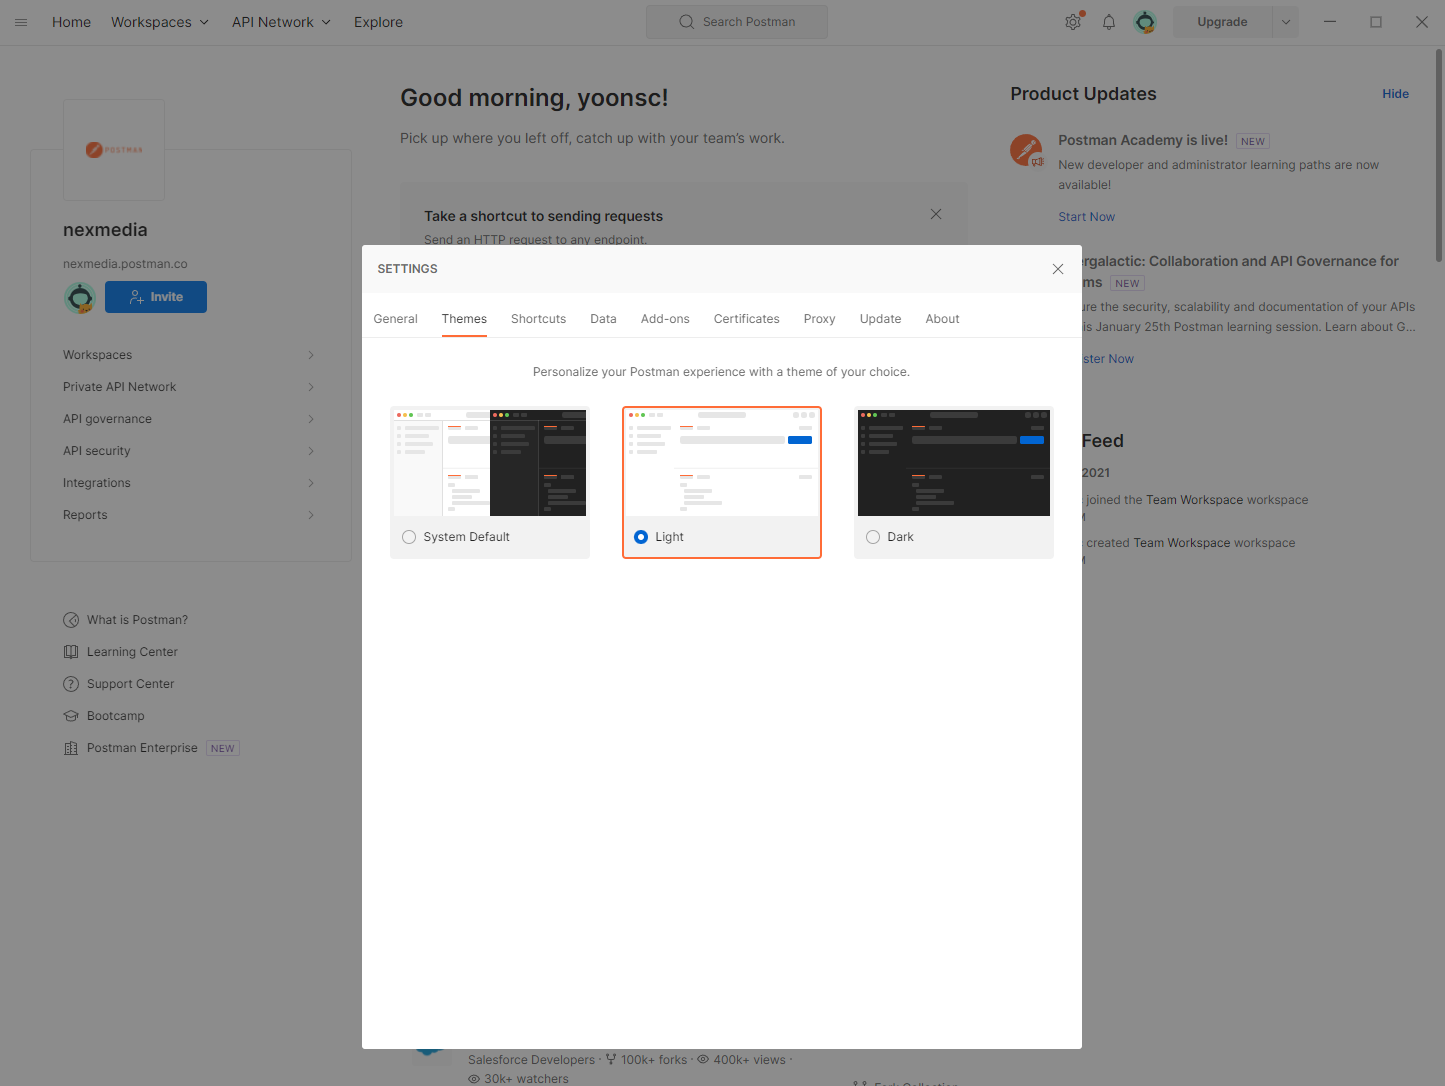 Home
Workspaces
API Network
Explore
Search Postman
Upgrade
POSTMAN
nexmedia
nexmedia.postman.co
Invite
Workspaces
Private API Network
API governance
API security
Integrations
Reports
What is Postman?
Learning Center
Support Center
Bootcamp
Postman Enterprise NEW
Good morning, yoonsc!
Pick up where you left off, catch up with your team's work.
Take a shortcut to sending requests
Send an HTTP request to any endpoint.
SETTINGS
General
Themes
Shortcuts
Data
Add-ons
Certificates
Proxy
Update
About
Personalize your Postman experience with a theme of your choice.
System Default
Light
Dark
Product Updates
Hide
Postman Academy is live! NEW
New developer and administrator learning paths are now
available!
Start Now
ergalactic: Collaboration and API Governance for
ms NEW
ure the security, scalability and documentation of your APIs
is January 25th Postman learning session. Learn about G...
ster Now
Feed
2021
joined the Team Workspace workspace
M
created Team Workspace workspace
M
Salesforce Developers · 100k+ forks · 400k+ views ·
30k+ watchers